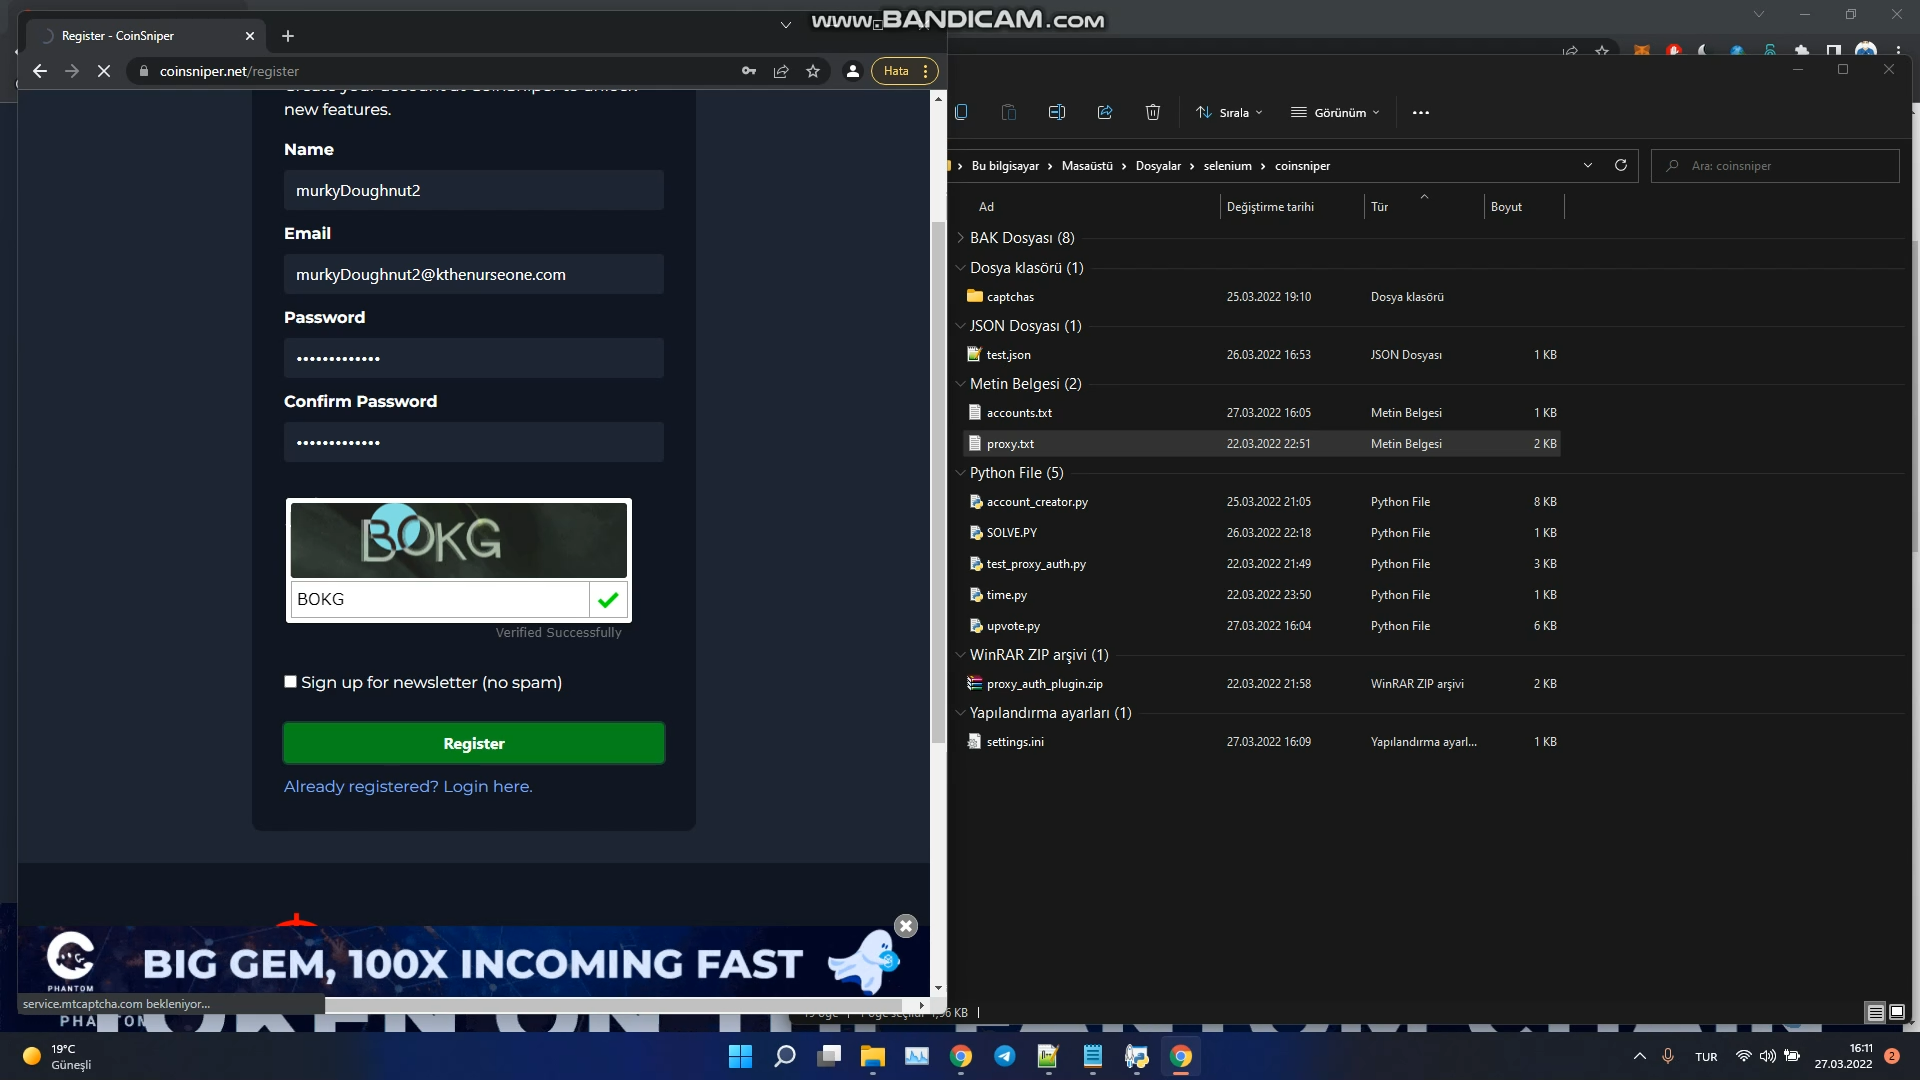 www.BANDICAM.com
Register - CoinSniper
coinsniper.net/register
Hata
new features.
Name
murkyDoughnut2
Email
murkyDoughnut2@kthenurseone.com
Password
•••••••••••••
Confirm Password
•••••••••••••
BOKG
BOKG
Verified Successfully
Sign up for newsletter (no spam)
Register
Already registered? Login here.
PHANTOM
BIG GEM, 100X INCOMING FAST
service.mtcaptcha.com bekleniyor...
Sırala
Görünüm
Bu bilgisayar > Masaüstü > Dosyalar > selenium > coinsniper
Ara: coinsniper
Ad Değiştirme tarihi Tür Boyut
BAK Dosyası (8)
Dosya klasörü (1)
captchas 25.03.2022 19:10 Dosya klasörü
JSON Dosyası (1)
test.json 26.03.2022 16:53 JSON Dosyası 1 KB
Metin Belgesi (2)
accounts.txt 27.03.2022 16:05 Metin Belgesi 1 KB
proxy.txt 22.03.2022 22:51 Metin Belgesi 2 KB
Python File (5)
account_creator.py 25.03.2022 21:05 Python File 8 KB
SOLVE.PY 26.03.2022 22:18 Python File 1 KB
test_proxy_auth.py 22.03.2022 21:49 Python File 3 KB
time.py 22.03.2022 23:50 Python File 1 KB
upvote.py 27.03.2022 16:04 Python File 6 KB
WinRAR ZIP arşivi (1)
proxy_auth_plugin.zip 22.03.2022 21:58 WinRAR ZIP arşivi 2 KB
Yapılandırma ayarları (1)
settings.ini 27.03.2022 16:09 Yapılandırma ayarl... 1 KB
19°C
Güneşli
TUR
16:11
27.03.2022
2